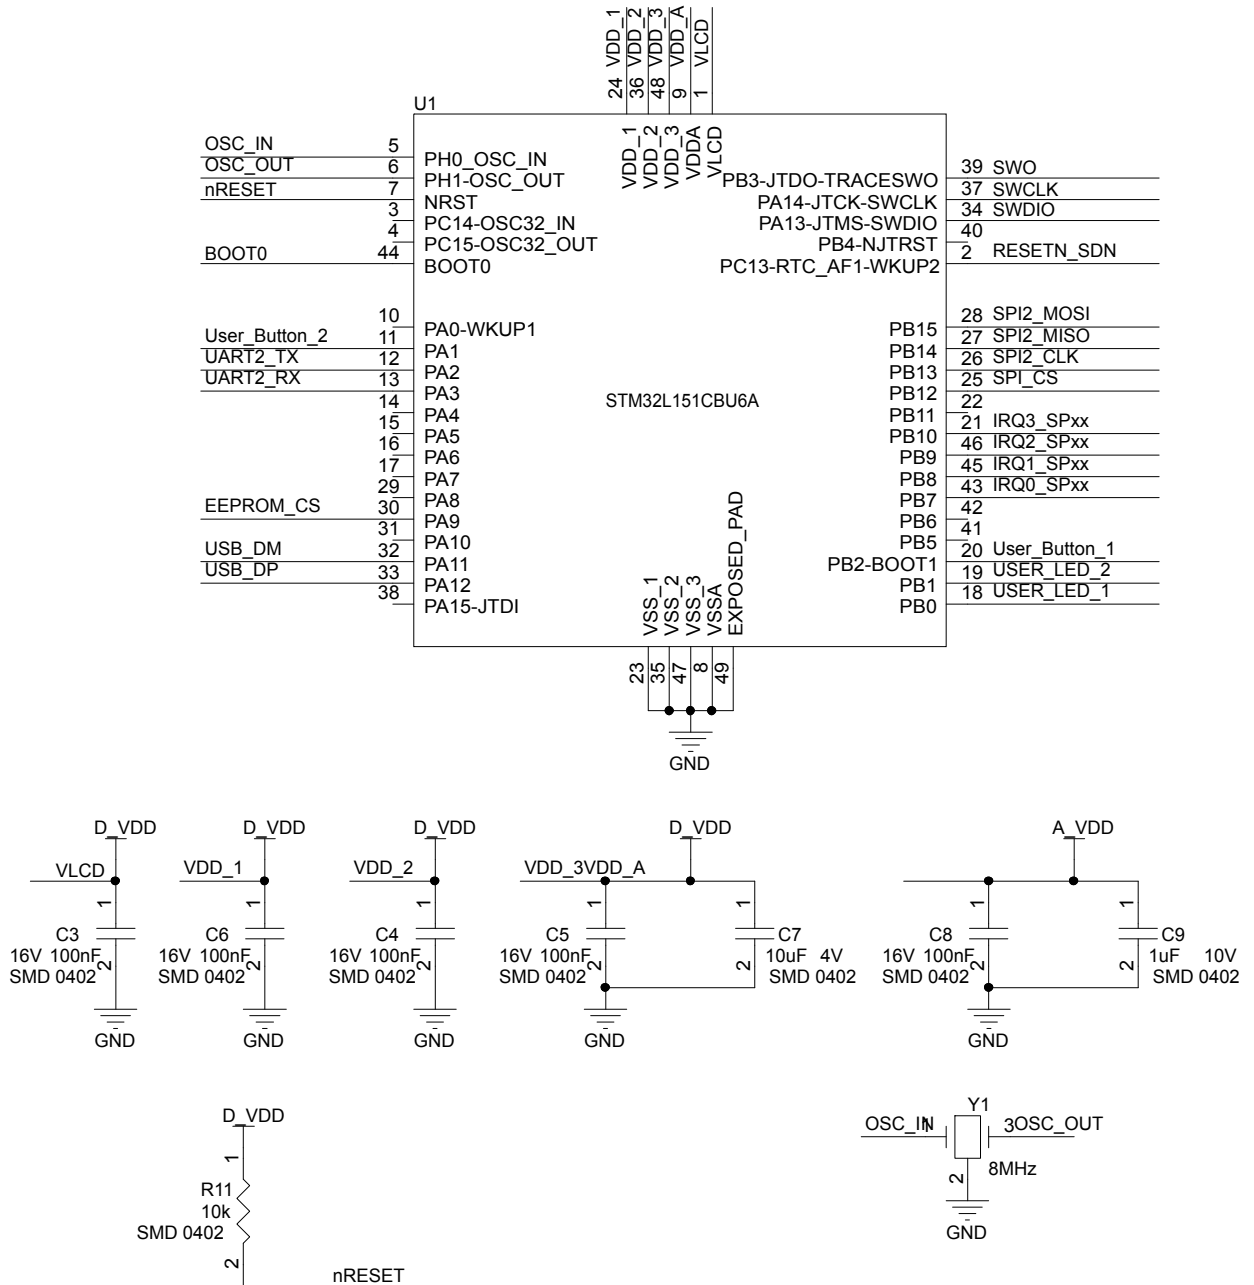 24 VDD_1
36 VDD_2
48 VDD_3
9 VDD_A
1 VLCD
U1
VDD_1
VDD_2
VDD_3
VDDA
VLCD
OSC_IN 5 PH0_OSC_IN
OSC_OUT 6 PH1-OSC_OUT
nRESET 7 NRST
3 PC14-OSC32_IN
4 PC15-OSC32_OUT
BOOT0 44 BOOT0
10 PA0-WKUP1
User_Button_2 11 PA1
UART2_TX 12 PA2
UART2_RX 13 PA3
14 PA4
15 PA5
16 PA6
17 PA7
29 PA8
EEPROM_CS 30 PA9
31 PA10
USB_DM 32 PA11
USB_DP 33 PA12
38 PA15-JTDI
STM32L151CBU6A
PB3-JTDO-TRACESWO 39 SWO
PA14-JTCK-SWCLK 37 SWCLK
PA13-JTMS-SWDIO 34 SWDIO
PB4-NJTRST 40
PC13-RTC_AF1-WKUP2 2 RESETN_SDN
PB15 28 SPI2_MOSI
PB14 27 SPI2_MISO
PB13 26 SPI2_CLK
PB12 25 SPI_CS
PB11 22
PB10 21 IRQ3_SPxx
PB9 46 IRQ2_SPxx
PB8 45 IRQ1_SPxx
PB7 43 IRQ0_SPxx
PB6 42
PB5 41
PB2-BOOT1 20 User_Button_1
PB1 19 USER_LED_2
PB0 18 USER_LED_1
VSS_1
VSS_2
VSS_3
VSSA
EXPOSED_PAD
23
35
47
8
49
GND
D_VDD
VLCD
1
C3
16V 100nF
2
SMD 0402
GND
D_VDD
VDD_1
1
C6
16V 100nF
2
SMD 0402
GND
D_VDD
VDD_2
1
C4
16V 100nF
2
SMD 0402
GND
D_VDD
VDD_3VDD_A
1
C5
16V 100nF
2
SMD 0402
GND
1
C7
10uF 4V
2
SMD 0402
A_VDD
1
C8
16V 100nF
2
SMD 0402
GND
1
C9
1uF 10V
2
SMD 0402
D_VDD
1
R11
10k
SMD 0402
2
nRESET
Y1
OSC_IN 1
3 OSC_OUT
8MHz
2
GND